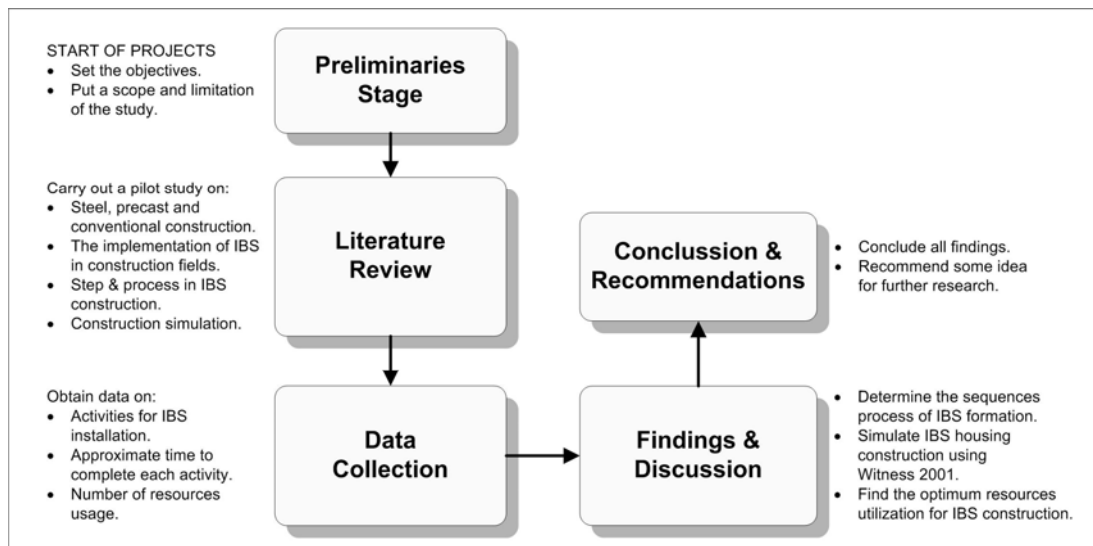 START OF PROJECTS
• Set the objectives.
• Put a scope and limitation
of the study.
Preliminaries
Stage
Carry out a pilot study on:
• Steel, precast and
conventional construction.
• The implementation of IBS
in construction fields.
• Step & process in IBS
construction.
• Construction simulation.
Literature
Review
Obtain data on:
• Activities for IBS
installation.
• Approximate time to
complete each activity.
• Number of resources
usage.
Data
Collection
Findings &
Discussion
• Determine the sequences
process of IBS formation.
• Simulate IBS housing
construction using
Witness 2001.
• Find the optimum resources
utilization for IBS construction.
Conclussion &
Recommendations
• Conclude all findings.
• Recommend some idea
for further research.